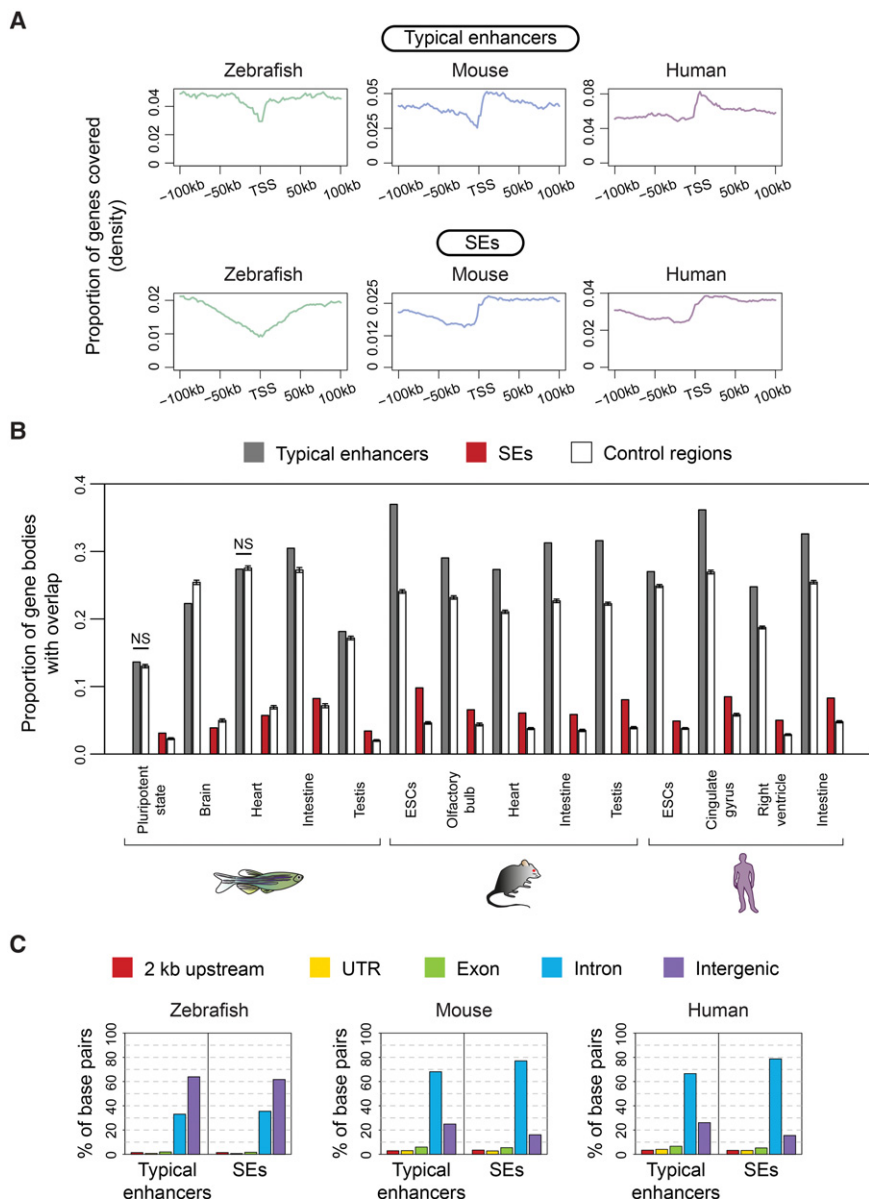 A
Typical enhancers
Zebrafish Mouse Human
Proportion of genes covered
(density)
0 0.02 0.04
−100kb −50kb TSS 50kb 100kb
0 0.025 0.05
−100kb −50kb TSS 50kb 100kb
0 0.04 0.08
−100kb −50kb TSS 50kb 100kb
SEs
Zebrafish Mouse Human
0 0.01 0.02
−100kb −50kb TSS 50kb 100kb
0 0.012 0.025
−100kb −50kb TSS 50kb 100kb
0 0.02 0.04
−100kb −50kb TSS 50kb 100kb
B
Typical enhancers SEs Control regions
Proportion of gene bodies
with overlap
0.4
0.3
0.2
0.1
0.0
NS
NS
Pluripotent
state
Brain
Heart
Intestine
Testis
ESCs
Olfactory
bulb
Heart
Intestine
Testis
ESCs
Cingulate
gyrus
Right
ventricle
Intestine
C
2 kb upstream UTR Exon Intron Intergenic
Zebrafish Mouse Human
% of base pairs
0 20 40 60 80 100
Typical
enhancers
SEs
% of base pairs
0 20 40 60 80 100
Typical
enhancers
SEs
% of base pairs
0 20 40 60 80 100
Typical
enhancers
SEs